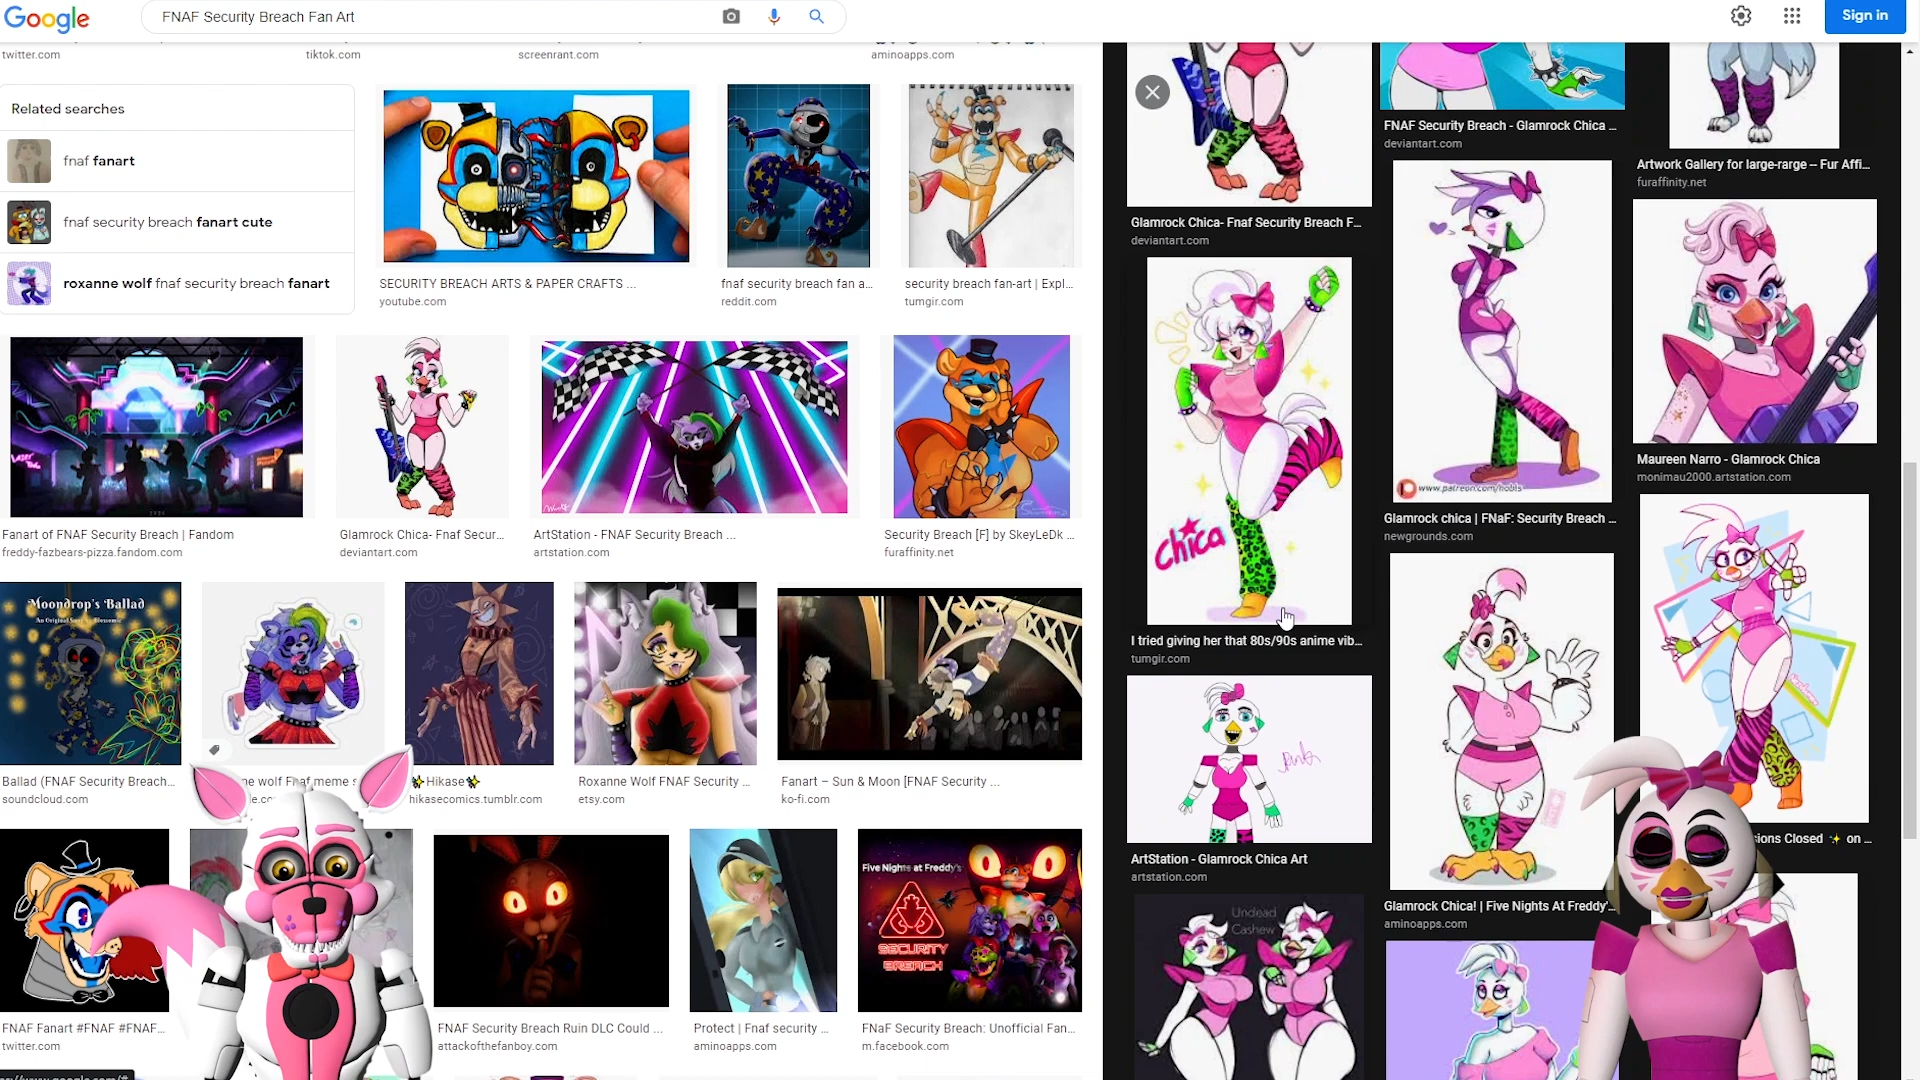 Google
FNAF Security Breach Fan Art
Sign in
twitter.com
tiktok.com
screenrant.com
aminoapps.com
Related searches
fnaf fanart
fnaf security breach fanart cute
roxanne wolf fnaf security breach fanart
SECURITY BREACH ARTS & PAPER CRAFTS ...
youtube.com
fnaf security breach fan a...
reddit.com
security breach fan-art | Expl...
tumgir.com
Fanart of FNAF Security Breach | Fandom
freddy-fazbears-pizza.fandom.com
Glamrock Chica- Fnaf Secur...
deviantart.com
ArtStation - FNAF Security Breach ...
artstation.com
Security Breach [F] by SkeyLeDk ...
furaffinity.net
Moondrop's Ballad
Ballad (FNAF Security Breach...
soundcloud.com
ne wolf Fnaf meme s
✨Hikase✨
hikasecomics.tumblr.com
Roxanne Wolf FNAF Security ...
etsy.com
Fanart – Sun & Moon [FNAF Security ...
ko-fi.com
FNAF Fanart #FNAF #FNAF...
twitter.com
FNAF Security Breach Ruin DLC Could ...
attackofthefanboy.com
Protect | Fnaf security ...
aminoapps.com
Five Nights at Freddy's
SECURITY
BREACH
FNaF Security Breach: Unofficial Fan...
m.facebook.com
Glamrock Chica- Fnaf Security Breach F...
deviantart.com
chica
I tried giving her that 80s/90s anime vib...
tumgir.com
ArtStation - Glamrock Chica Art
artstation.com
Undead
Cashew
FNAF Security Breach - Glamrock Chica ...
deviantart.com
www.patreon.com/nobls
Glamrock chica | FNaF: Security Breach ...
newgrounds.com
Glamrock Chica! | Five Nights At Freddy'...
aminoapps.com
Artwork Gallery for large-rarge -- Fur Affi...
furaffinity.net
Maureen Narro - Glamrock Chica
monimau2000.artstation.com
sions Closed ✨ on ...